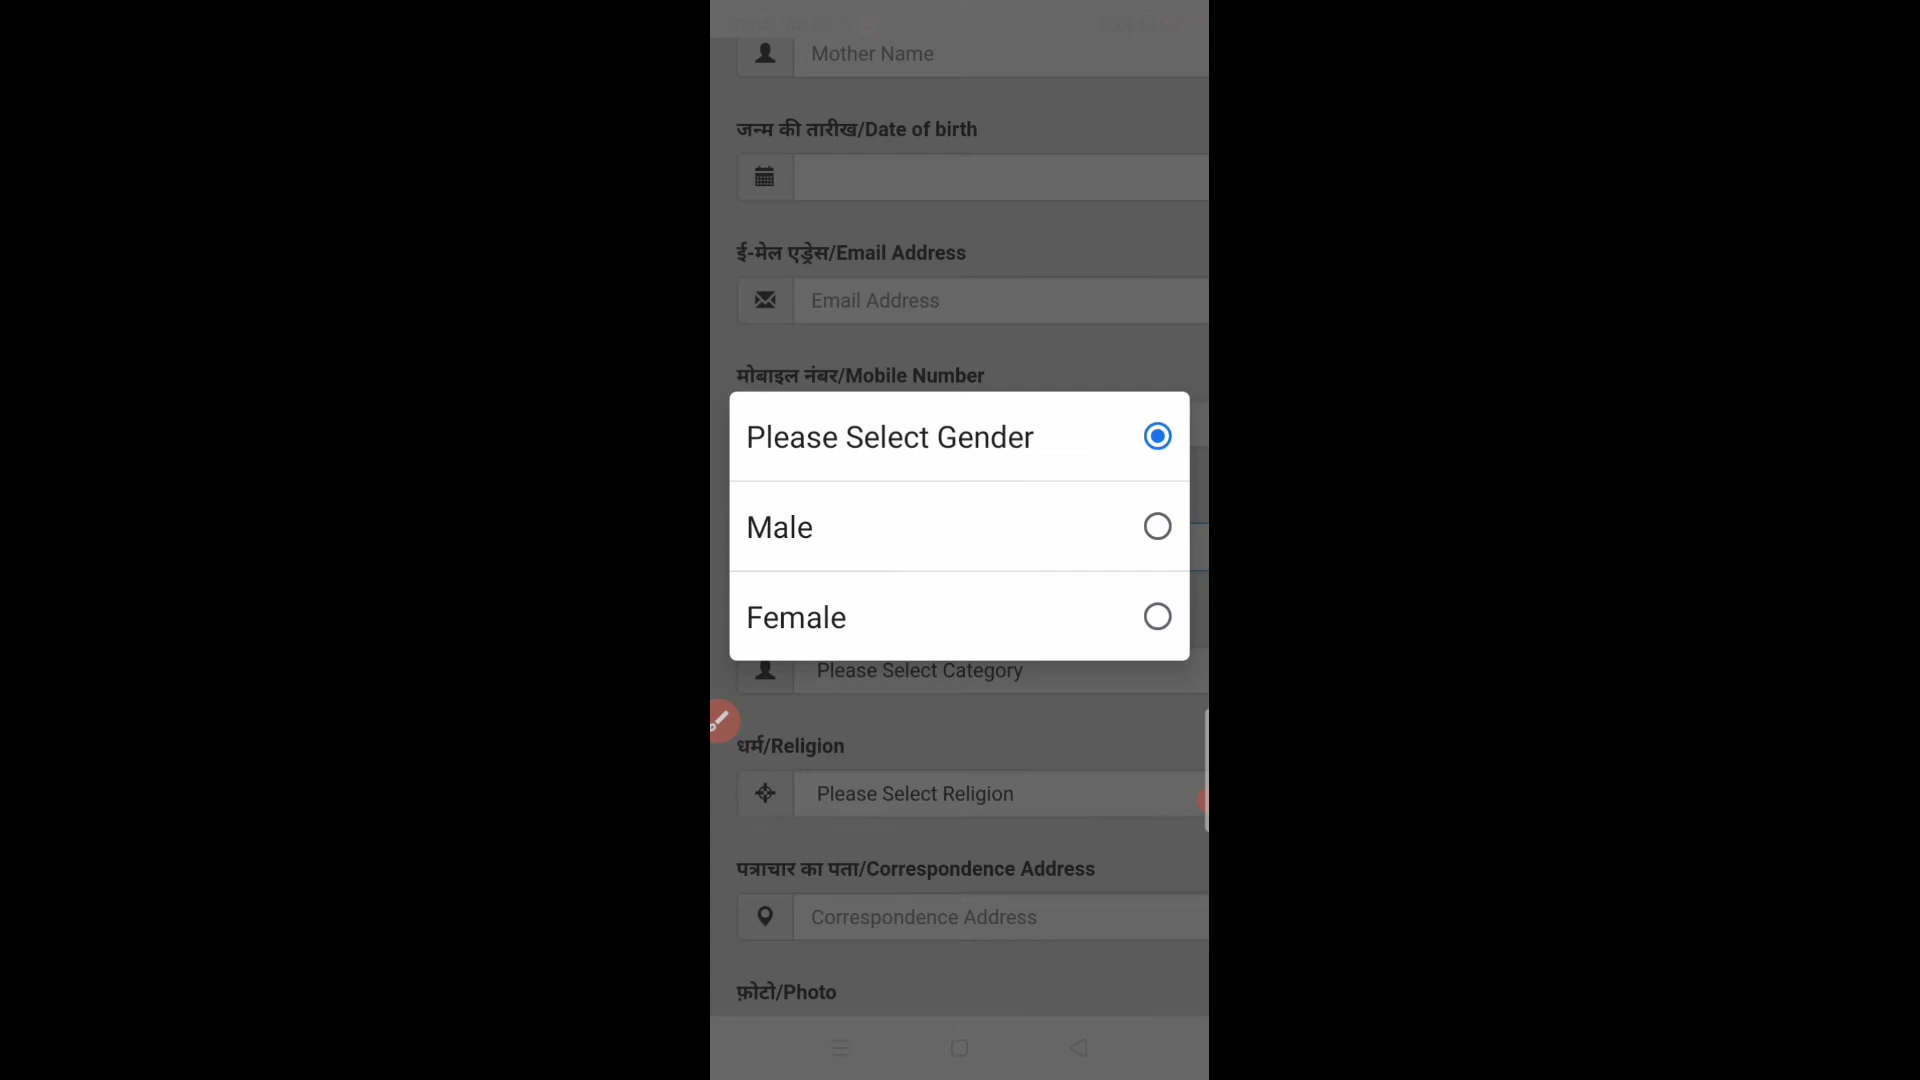 Mother Name
जन्म की तारीख/Date of birth
ई-मेल एड्रेस/Email Address
Email Address
मोबाइल नंबर/Mobile Number
Please Select Gender
Male
Female
Please Select Category
धर्म/Religion
Please Select Religion
पत्राचार का पता/Correspondence Address
Correspondence Address
फ़ोटो/Photo